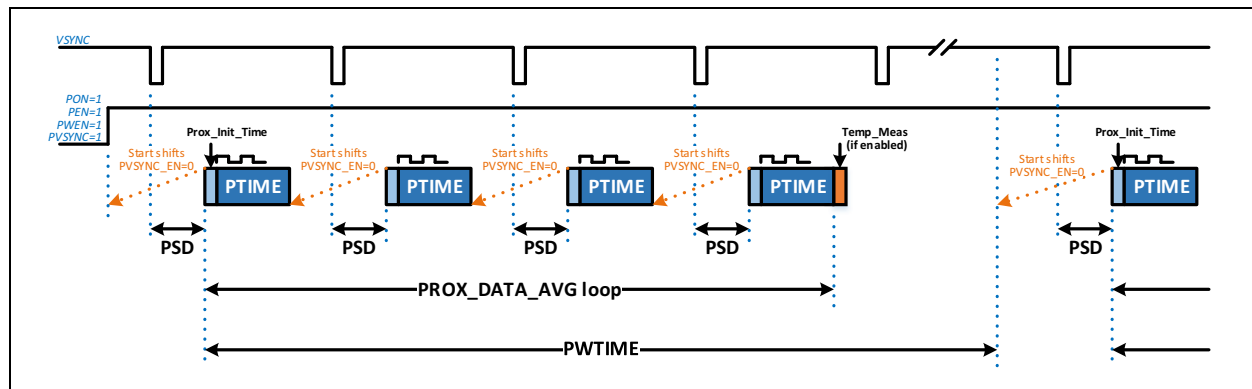 VSYNC
PON=1
PEN=1
PWEN=1
PVSYNC=1
Prox_Init_Time
Temp_Meas
(if enabled)
Prox_Init_Time
Start shifts
PVSYNC_EN=0
Start shifts
PVSYNC_EN=0
Start shifts
PVSYNC_EN=0
Start shifts
PVSYNC_EN=0
Start shifts
PVSYNC_EN=0
PTIME
PTIME
PTIME
PTIME
PTIME
PSD
PSD
PSD
PSD
PSD
PROX_DATA_AVG loop
PWTIME